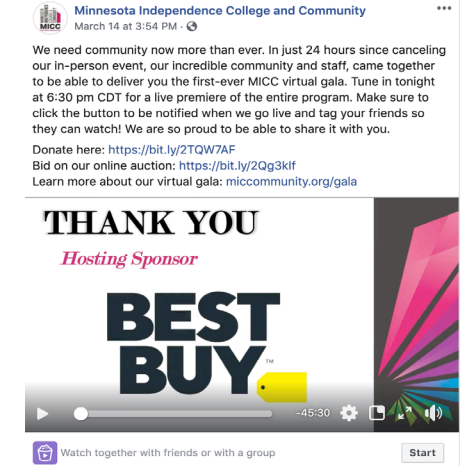 Minnesota Independence College and Community
MICC
March 14 at 3:54 PM ·
We need community now more than ever. In just 24 hours since canceling
our in-person event, our incredible community and staff, came together
to be able to deliver you the first-ever MICC virtual gala. Tune in tonight
at 6:30 pm CDT for a live premiere of the entire program. Make sure to
click the button to be notified when we go live and tag your friends so
they can watch! We are so proud to be able to share it with you.
Donate here: https://bit.ly/2TQW7AF
Bid on our online auction: https://bit.ly/2Qg3klf
Learn more about our virtual gala: miccommunity.org/gala
THANK YOU
Hosting Sponsor
BEST
BUY
TM
-45:30
Watch together with friends or with a group
Start